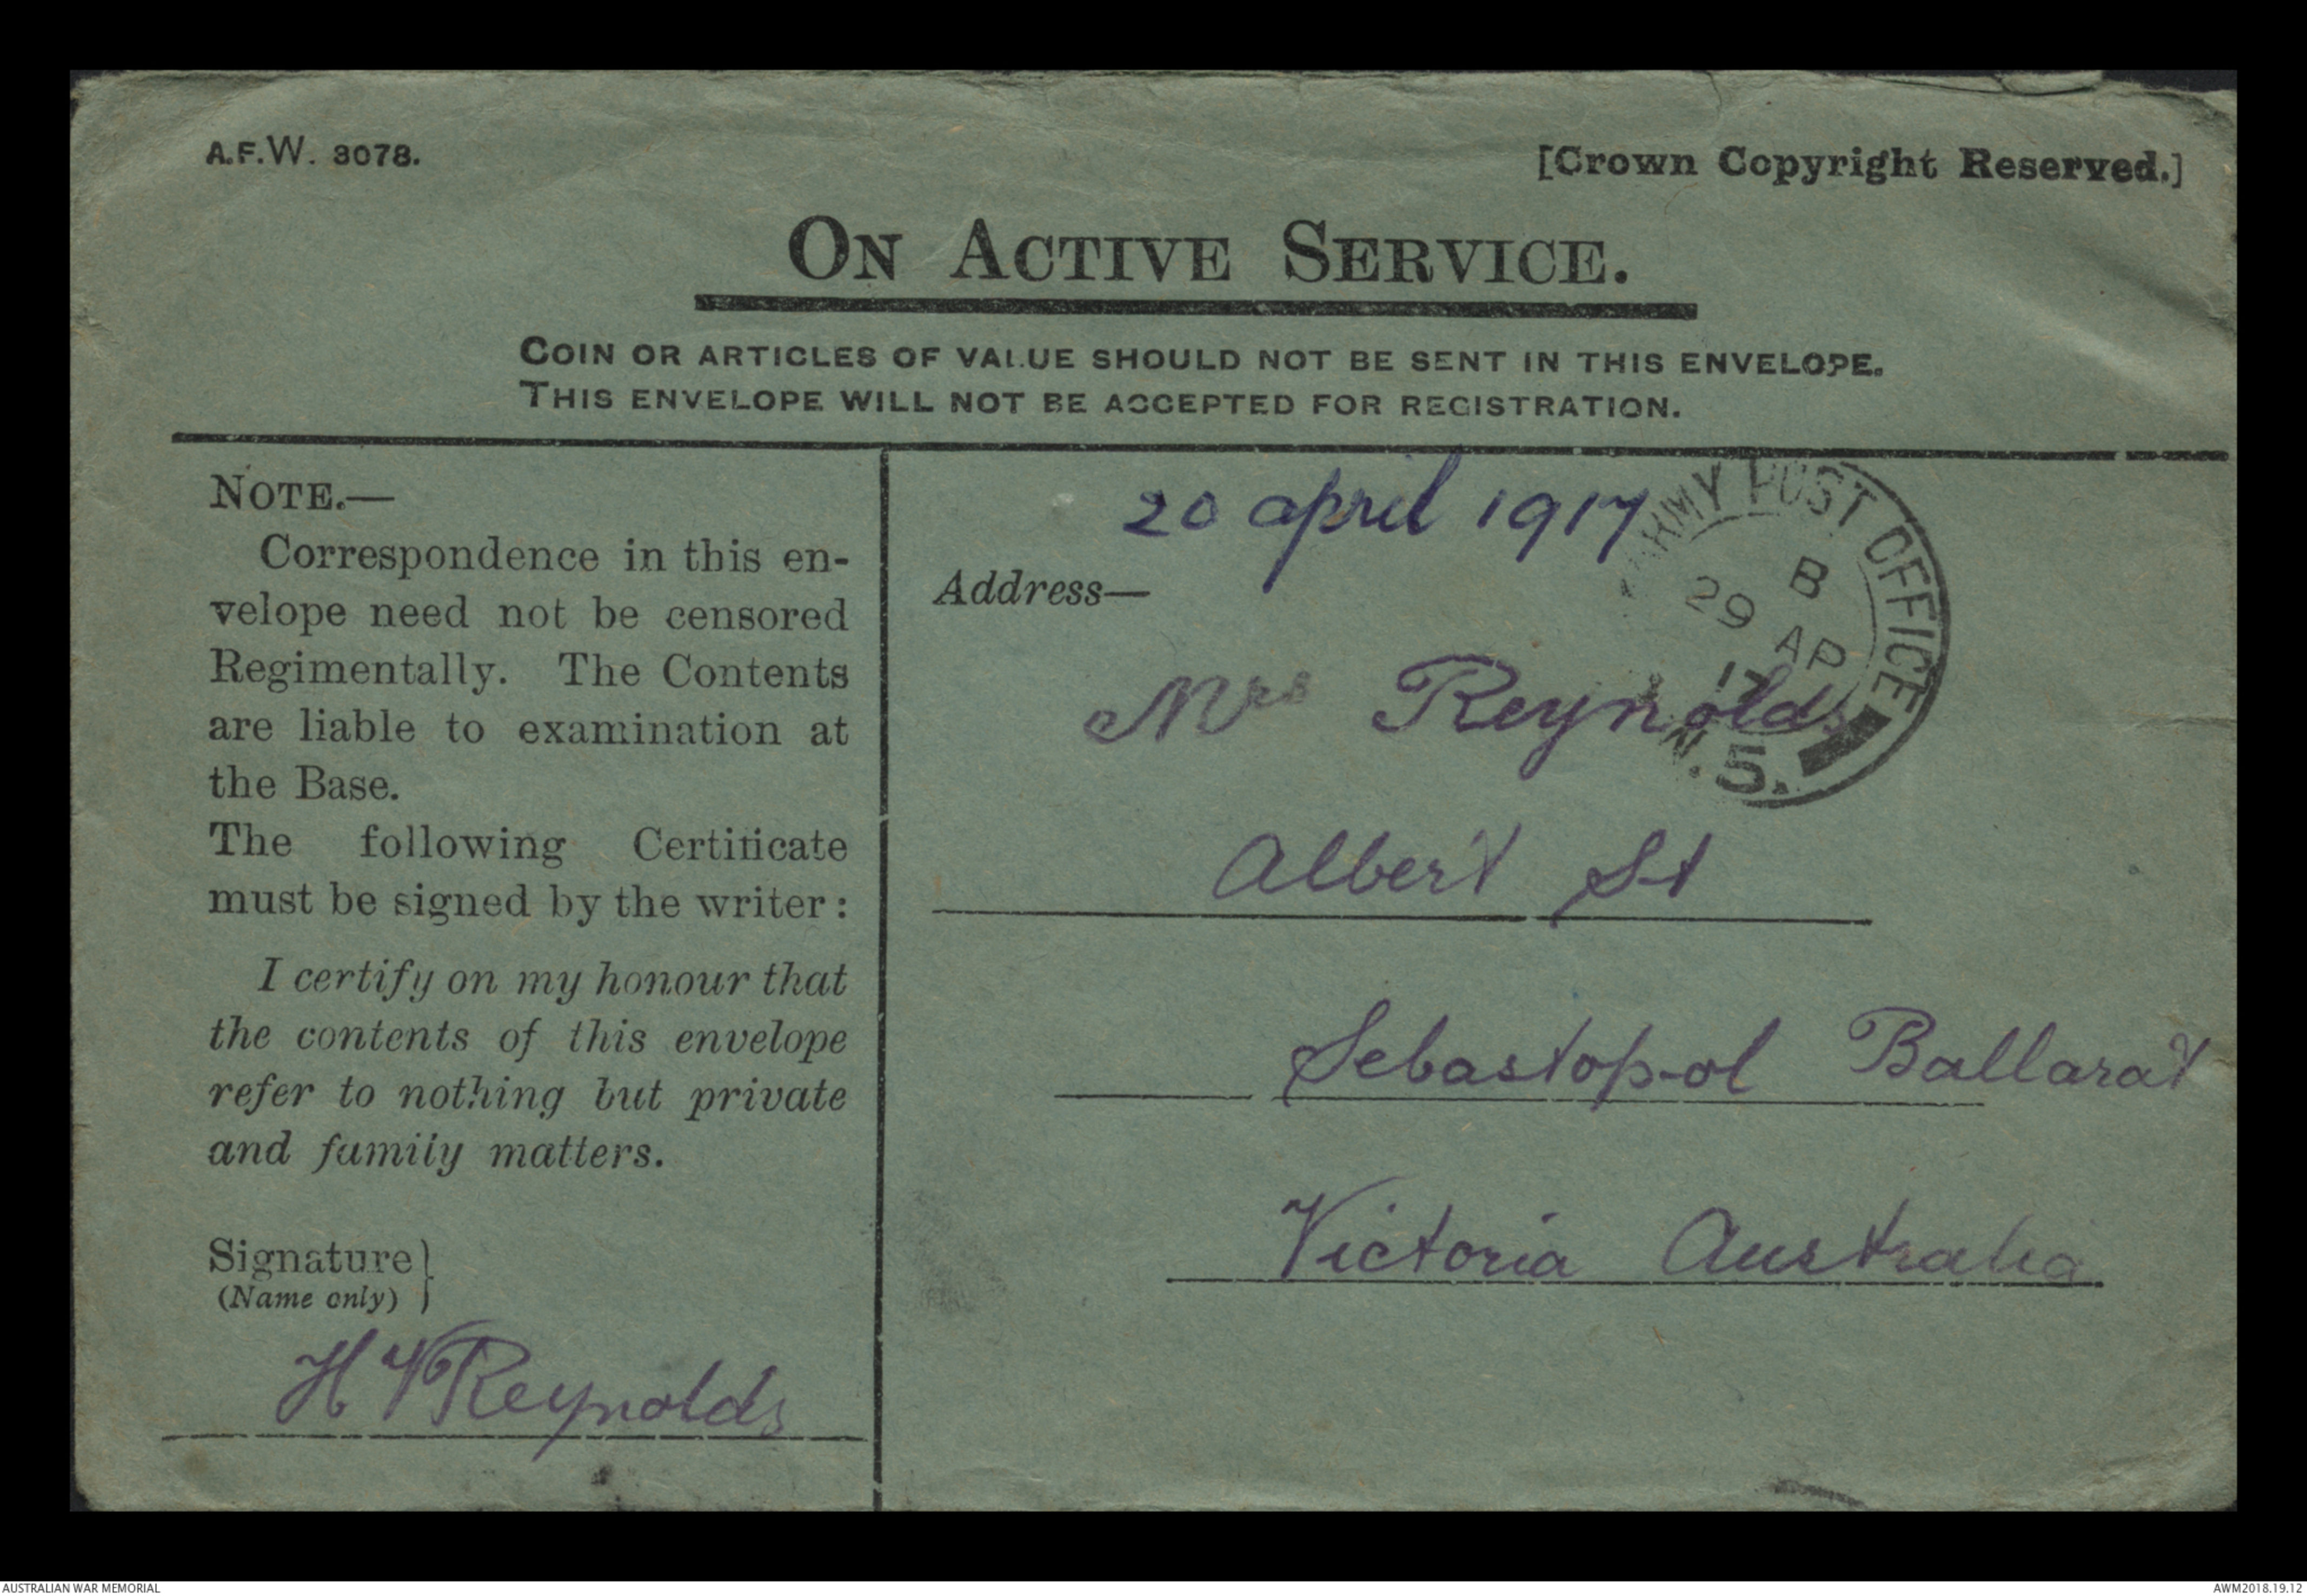 A.F.W. 3078.
[Crown Copyright Reserved.]
ON ACTIVE SERVICE.
COIN OR ARTICLES OF VALUE SHOULD NOT BE SENT IN THIS ENVELOPE.
THIS ENVELOPE WILL NOT BE ACCEPTED FOR REGISTRATION.
NOTE.—
Correspondence in this en-
velope need not be censored
Regimentally. The Contents
are liable to examination at
the Base.
The following Certificate
must be signed by the writer:
I certify on my honour that
the contents of this envelope
refer to nothing but private
and family matters.
Signature
(Name only)
H V Reynolds
20 april 1917
Address—
Mrs Reynolds
Albert St
Sebastopol Ballarat
Victoria Australia
ARMY POST OFFICE
B
29 AP
17
5.
AUSTRALIAN WAR MEMORIAL
AWM2018.19.12